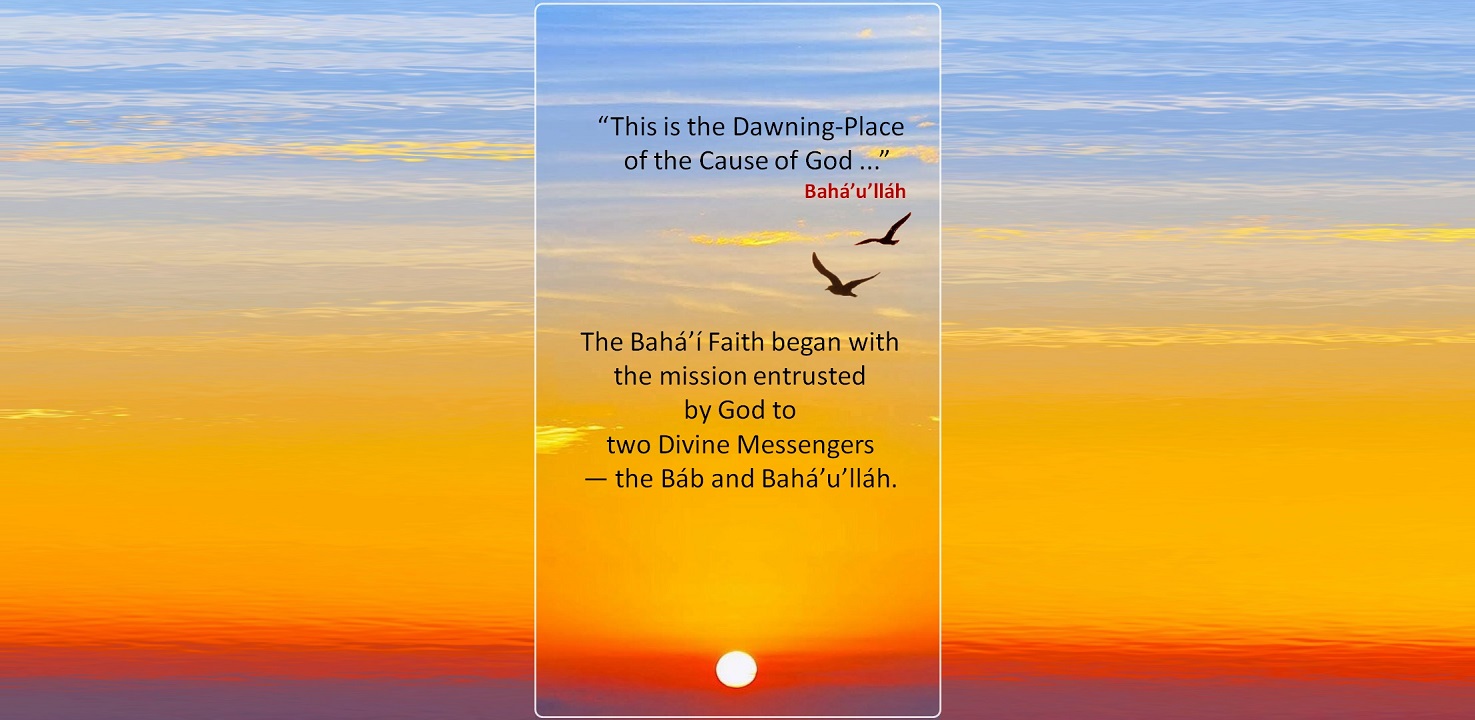 “This is the Dawning-Place
of the Cause of God ...”
Bahá’u’lláh
The Bahá’í Faith began with
the mission entrusted
by God to
two Divine Messengers
— the Báb and Bahá’u’lláh.